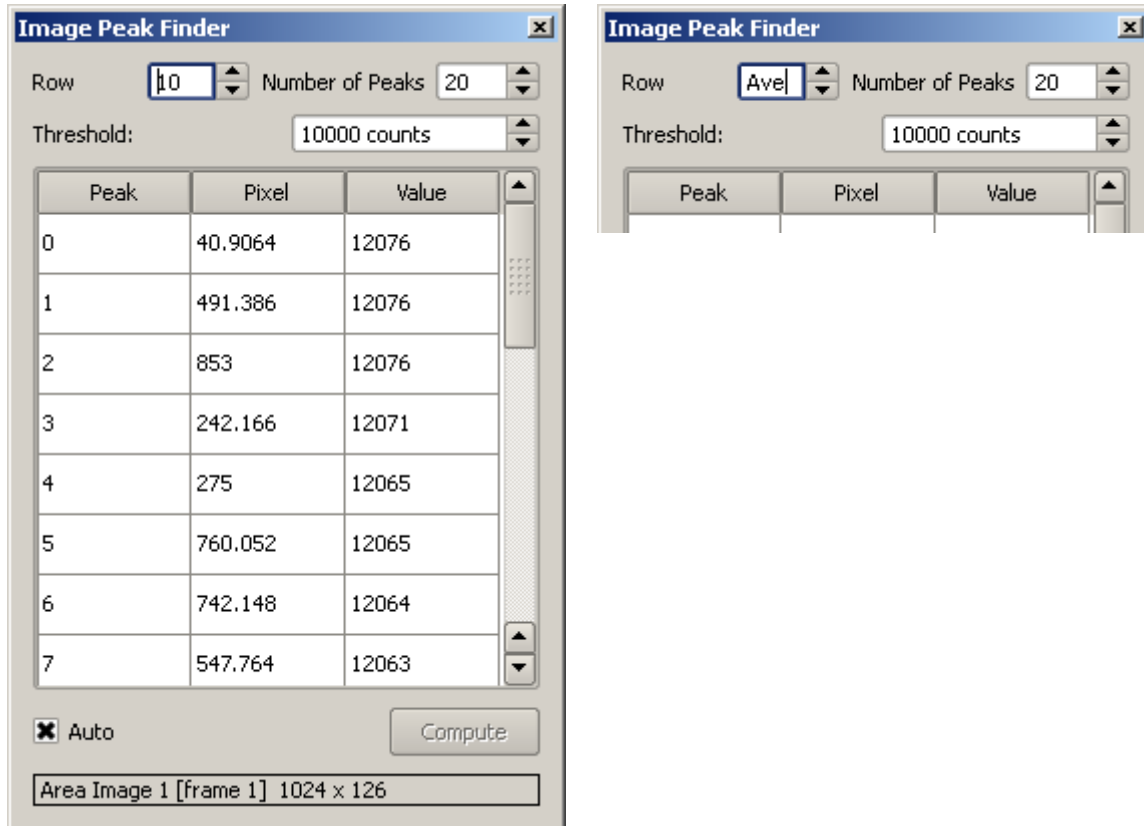 Image Peak Finder
Row 10 Number of Peaks 20
Threshold: 10000 counts
Peak Pixel Value
0 40.9064 12076
1 491.386 12076
2 853 12076
3 242.166 12071
4 275 12065
5 760.052 12065
6 742.148 12064
7 547.764 12063
Auto Compute
Area Image 1 [frame 1] 1024 x 126
Image Peak Finder
Row Ave Number of Peaks 20
Threshold: 10000 counts
Peak Pixel Value